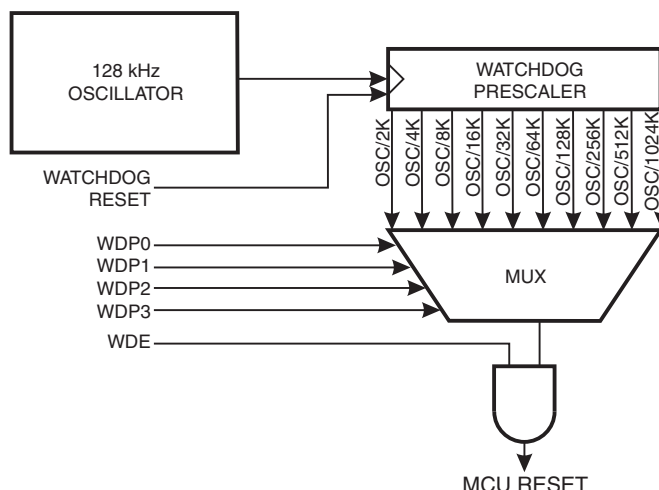 128 kHz
OSCILLATOR
WATCHDOG
PRESCALER
OSC/2K
OSC/4K
OSC/8K
OSC/16K
OSC/32K
OSC/64K
OSC/128K
OSC/256K
OSC/512K
OSC/1024K
WATCHDOG
RESET
WDP0
WDP1
WDP2
WDP3
WDE
MUX
MCU RESET